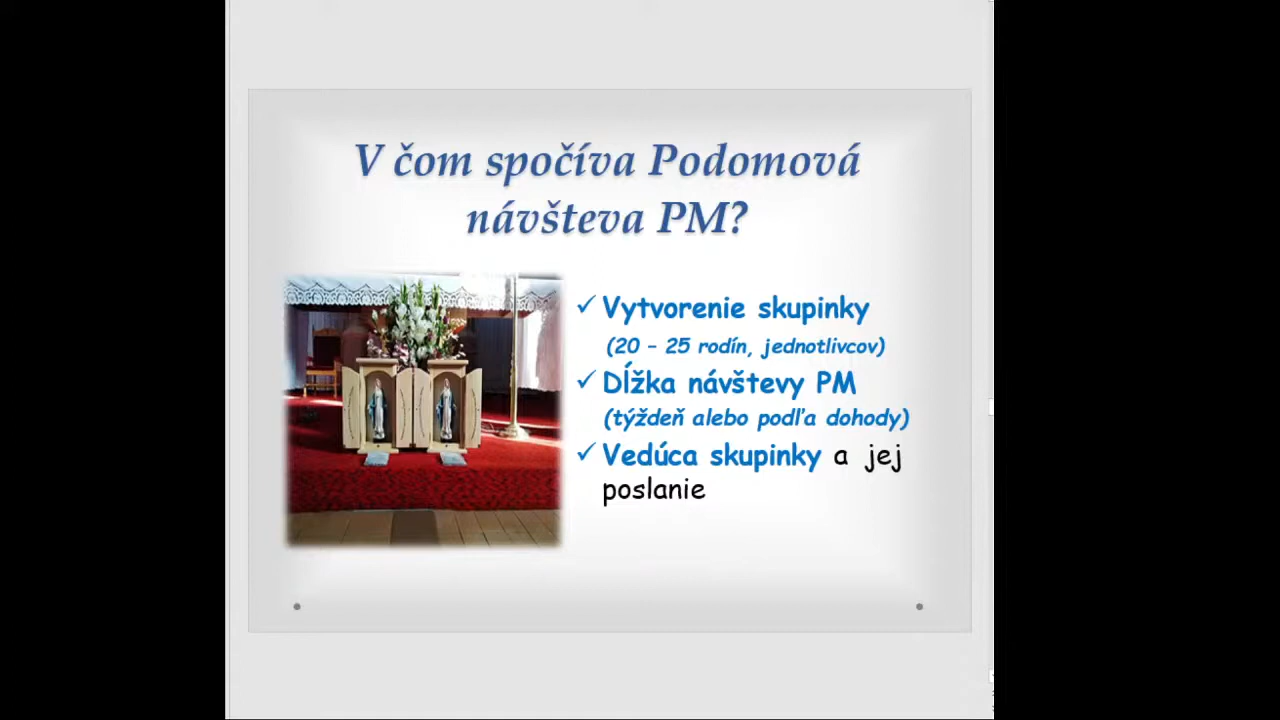 V čom spočíva Podomová
návšteva PM?
✓ Vytvorenie skupinky
(20 – 25 rodín, jednotlivcov)
✓ Dĺžka návštevy PM
(týždeň alebo podľa dohody)
✓ Vedúca skupinky a jej
poslanie